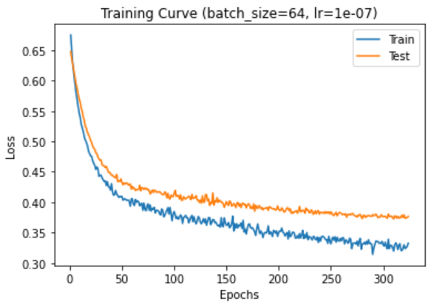 Training Curve (batch_size=64, lr=1e-07)
Train
Test
0.65
0.60
0.55
0.50
0.45
0.40
0.35
0.30
Loss
0 50 100 150 200 250 300
Epochs